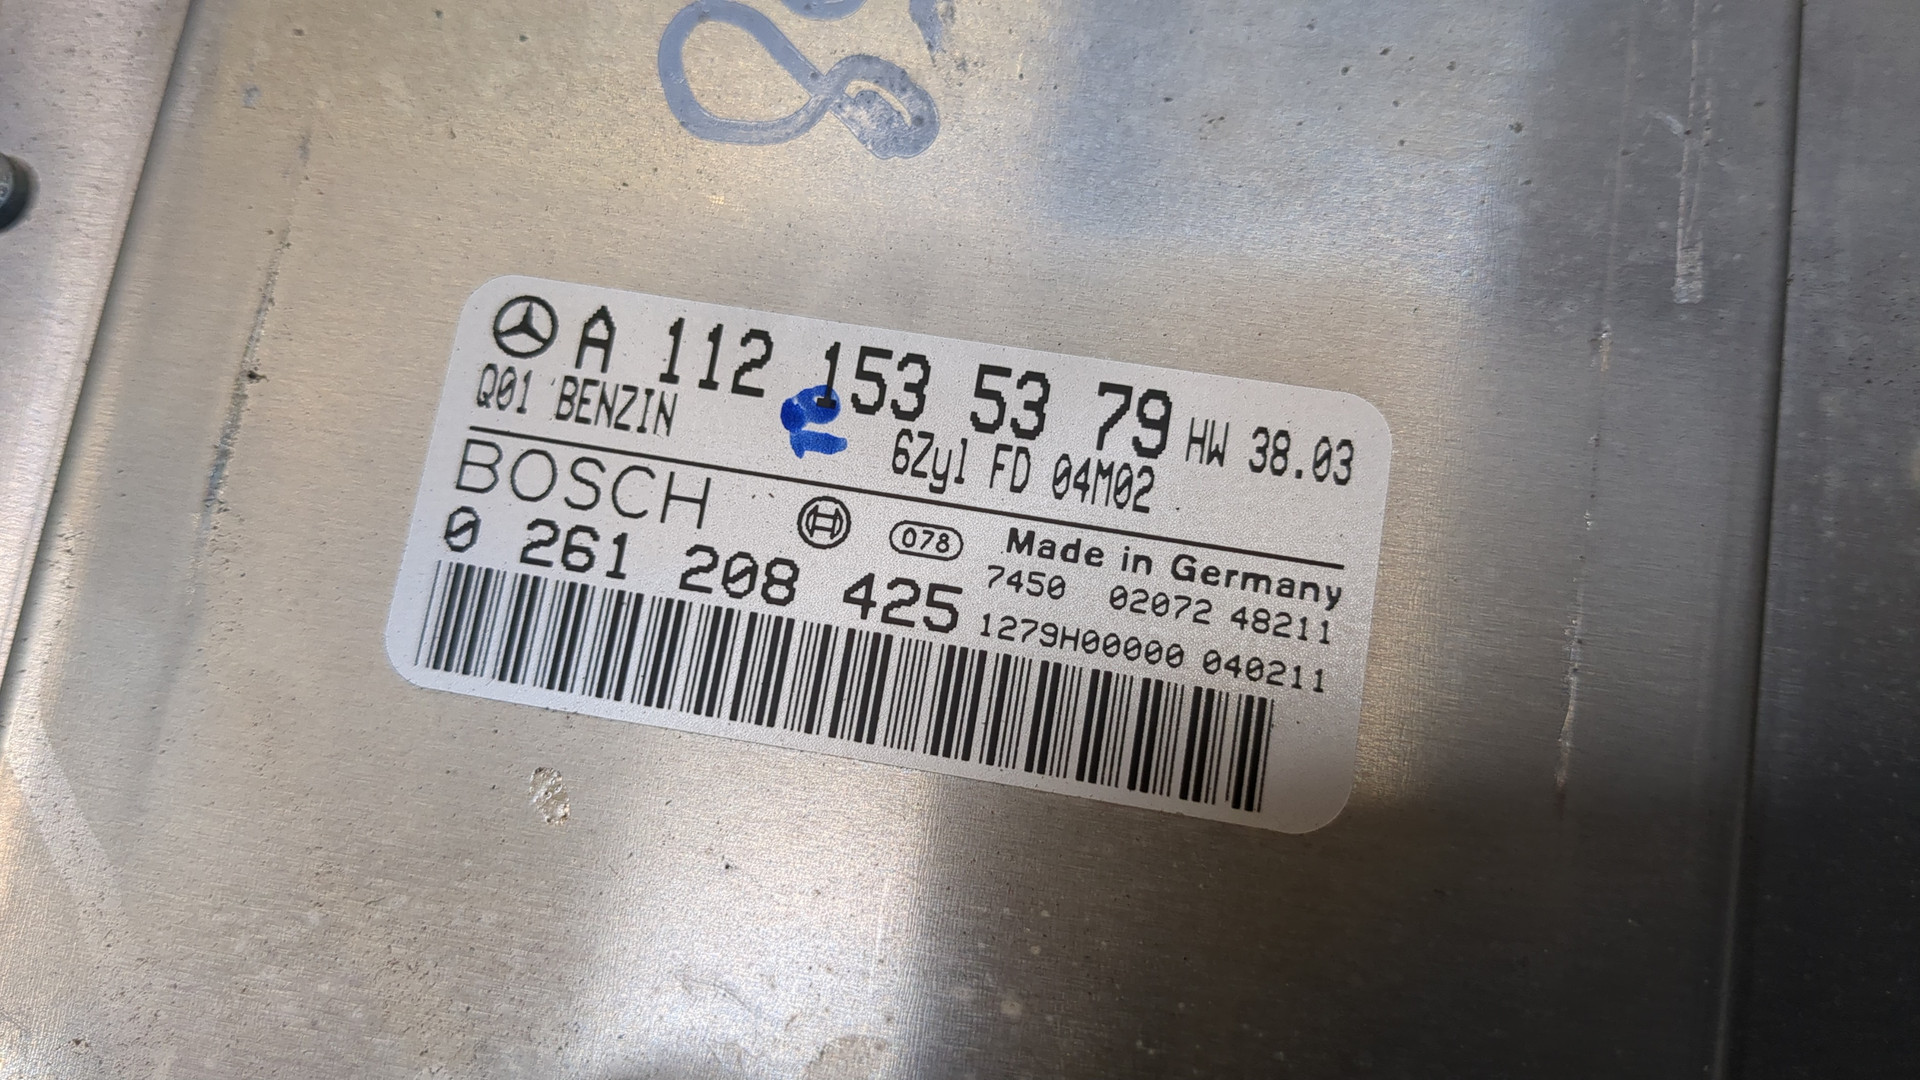 A 112 153 53 79 HW 38.03
Q01 BENZIN 6Zyl FD 04M02
BOSCH 078 Made in Germany
0 261 208 425 7450 02072 48211
1279H00000 040211